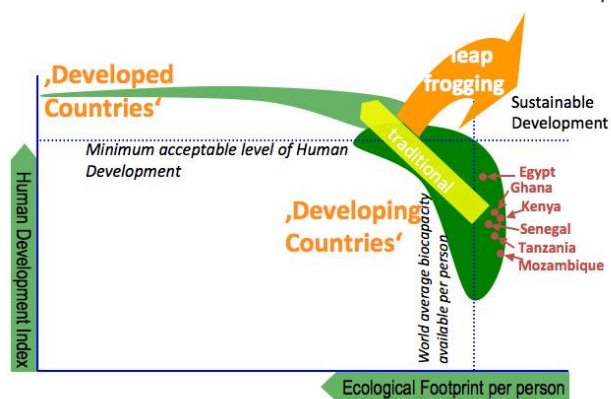 leap
frogging
‚Developed
Countries‘
Sustainable
Development
Minimum acceptable level of Human
Development
traditional
Egypt
Ghana
Kenya
Senegal
Tanzania
Mozambique
‚Developing
Countries‘
World average biocapacity
available per person
Human Development Index
Ecological Footprint per person